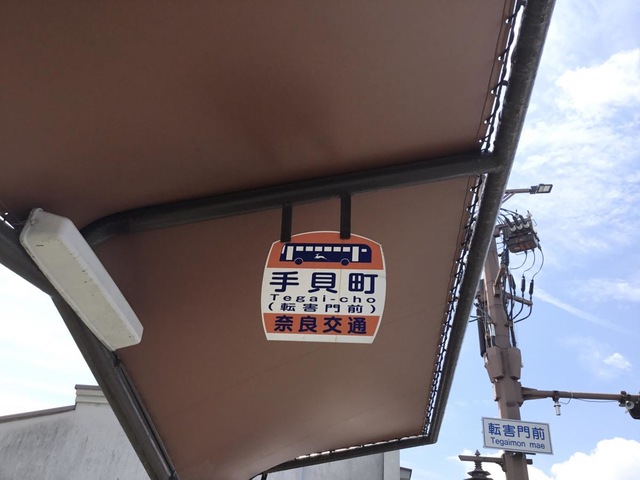 手貝町
Tegai-cho
(転害門前)
奈良交通
転害門前
Tegaimon mae